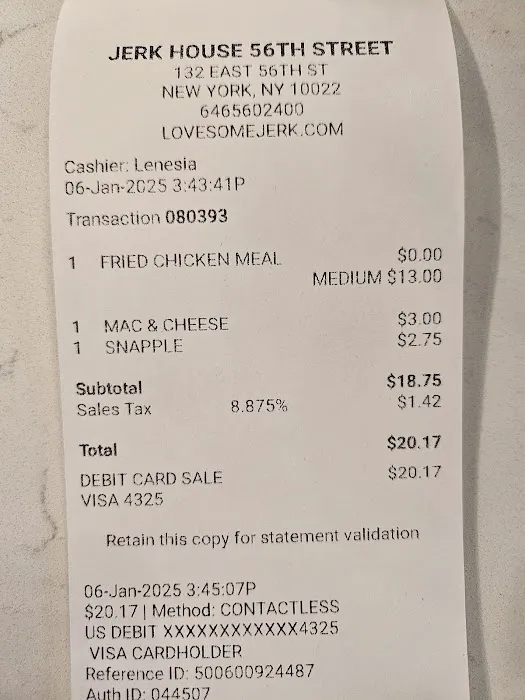 JERK HOUSE 56TH STREET
132 EAST 56TH ST
NEW YORK, NY 10022
6465602400
LOVESOMEJERK.COM
Cashier: Lenesia
06-Jan-2025 3:43:41P
Transaction 080393
1 FRIED CHICKEN MEAL $0.00
MEDIUM $13.00
1 MAC & CHEESE $3.00
1 SNAPPLE $2.75
Subtotal $18.75
Sales Tax 8.875% $1.42
Total $20.17
DEBIT CARD SALE $20.17
VISA 4325
Retain this copy for statement validation
06-Jan-2025 3:45:07P
$20.17 | Method: CONTACTLESS
US DEBIT XXXXXXXXXXXX4325
VISA CARDHOLDER
Reference ID: 500600924487
Auth ID: 044507